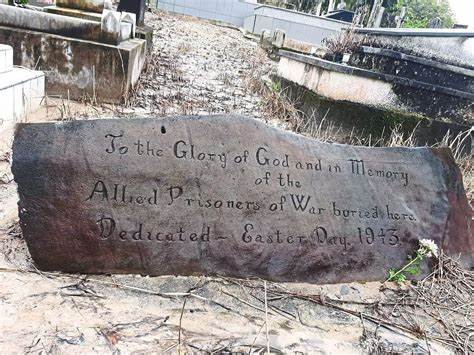 To the Glory of God and in Memory
of the
Allied Prisoners of War buried here.
Dedicated ~ Easter Day. 1943.